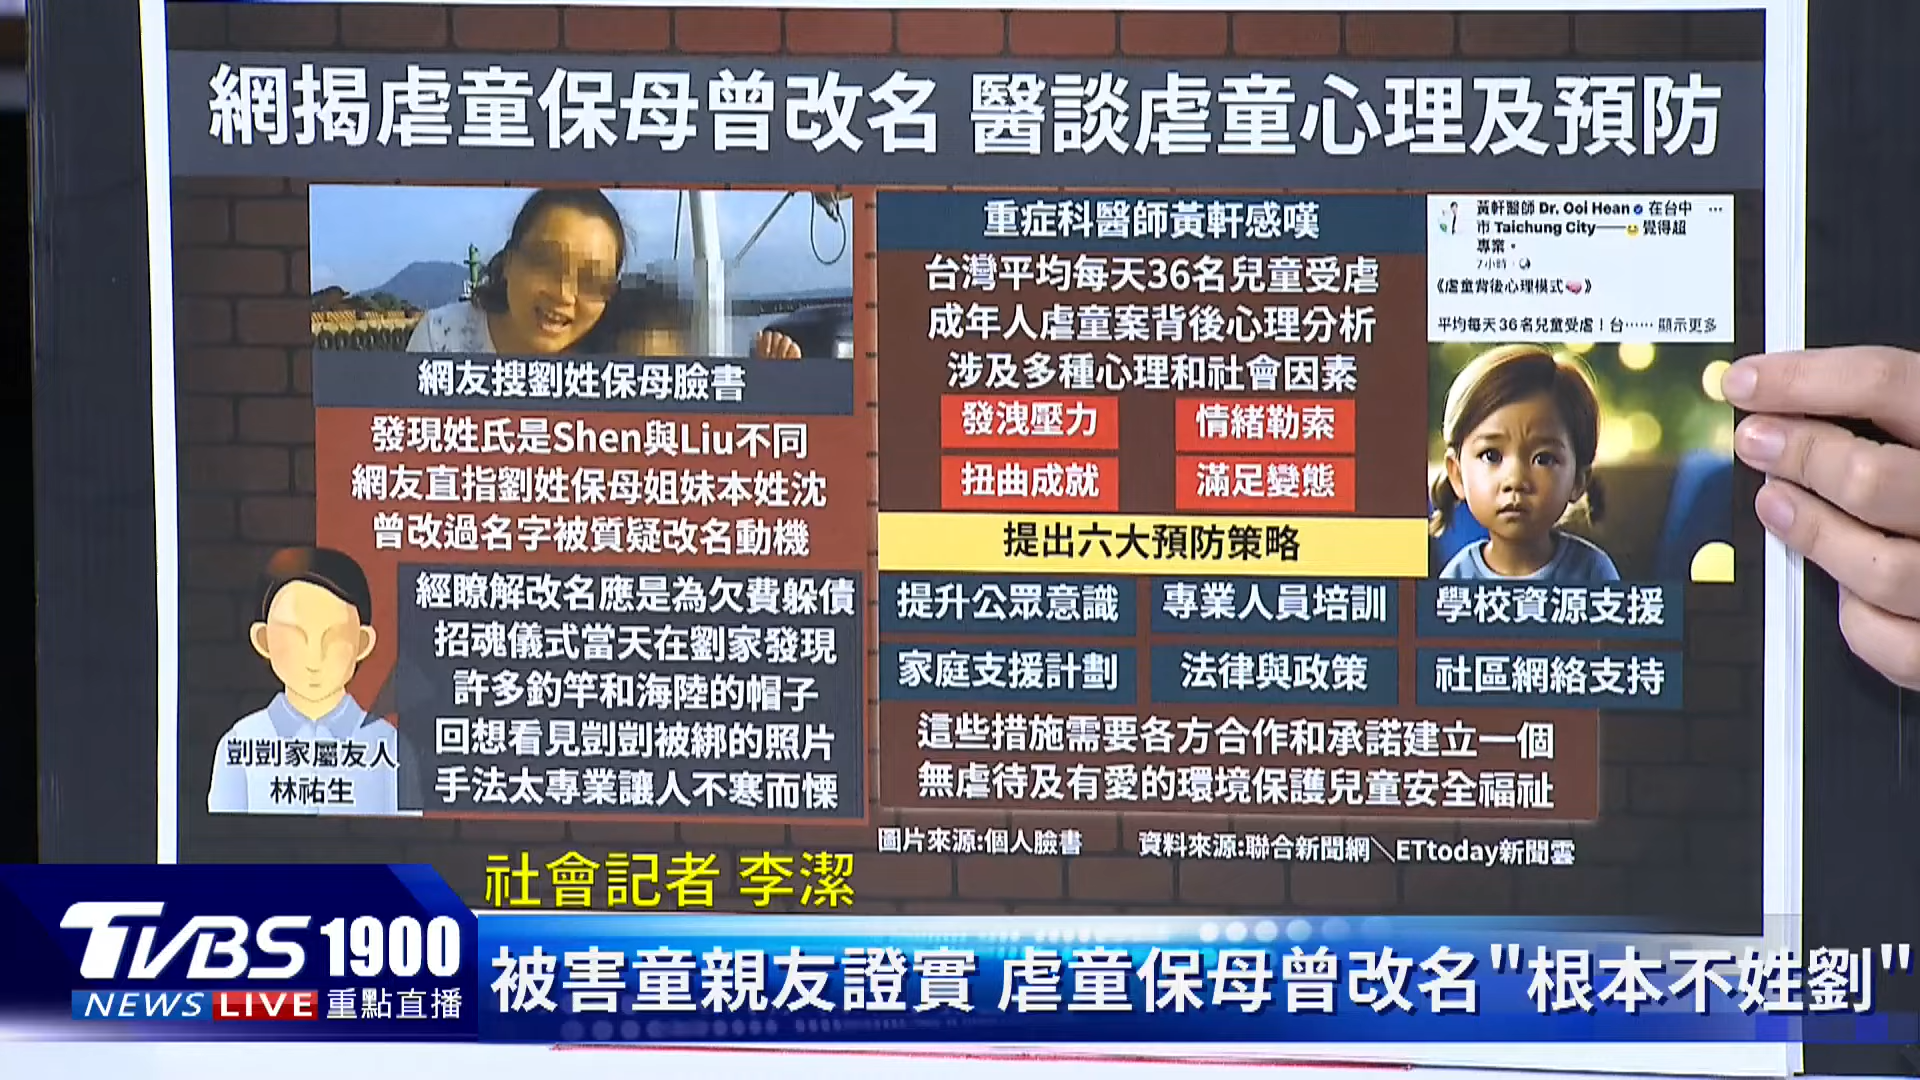 網揭虐童保母曾改名 醫談虐童心理及預防
網友搜劉姓保母臉書
發現姓氏是Shen與Liu不同
網友直指劉姓保母姐妹本姓沈
曾改過名字被質疑改名動機
經瞭解改名應是為欠費躲債
招魂儀式當天在劉家發現
許多釣竿和海陸的帽子
回想看見剴剴被綁的照片
手法太專業讓人不寒而慄
剴剴家屬友人
林祐生
重症科醫師黃軒感嘆
台灣平均每天36名兒童受虐
成年人虐童案背後心理分析
涉及多種心理和社會因素
發洩壓力 情緒勒索
扭曲成就 滿足變態
黃軒醫師 Dr. Ooi Hean 在台中
市 Taichung City——😀 覺得超
專業。
7小時·
《虐童背後心理模式🧠》
平均每天36名兒童受虐！台…… 顯示更多
提出六大預防策略
提升公眾意識 專業人員培訓 學校資源支援
家庭支援計劃 法律與政策 社區網絡支持
這些措施需要各方合作和承諾建立一個
無虐待及有愛的環境保護兒童安全福祉
圖片來源:個人臉書 資料來源:聯合新聞網＼ETtoday新聞雲
社會記者 李潔
TVBS 1900
NEWS LIVE 重點直播
被害童親友證實 虐童保母曾改名"根本不姓劉"